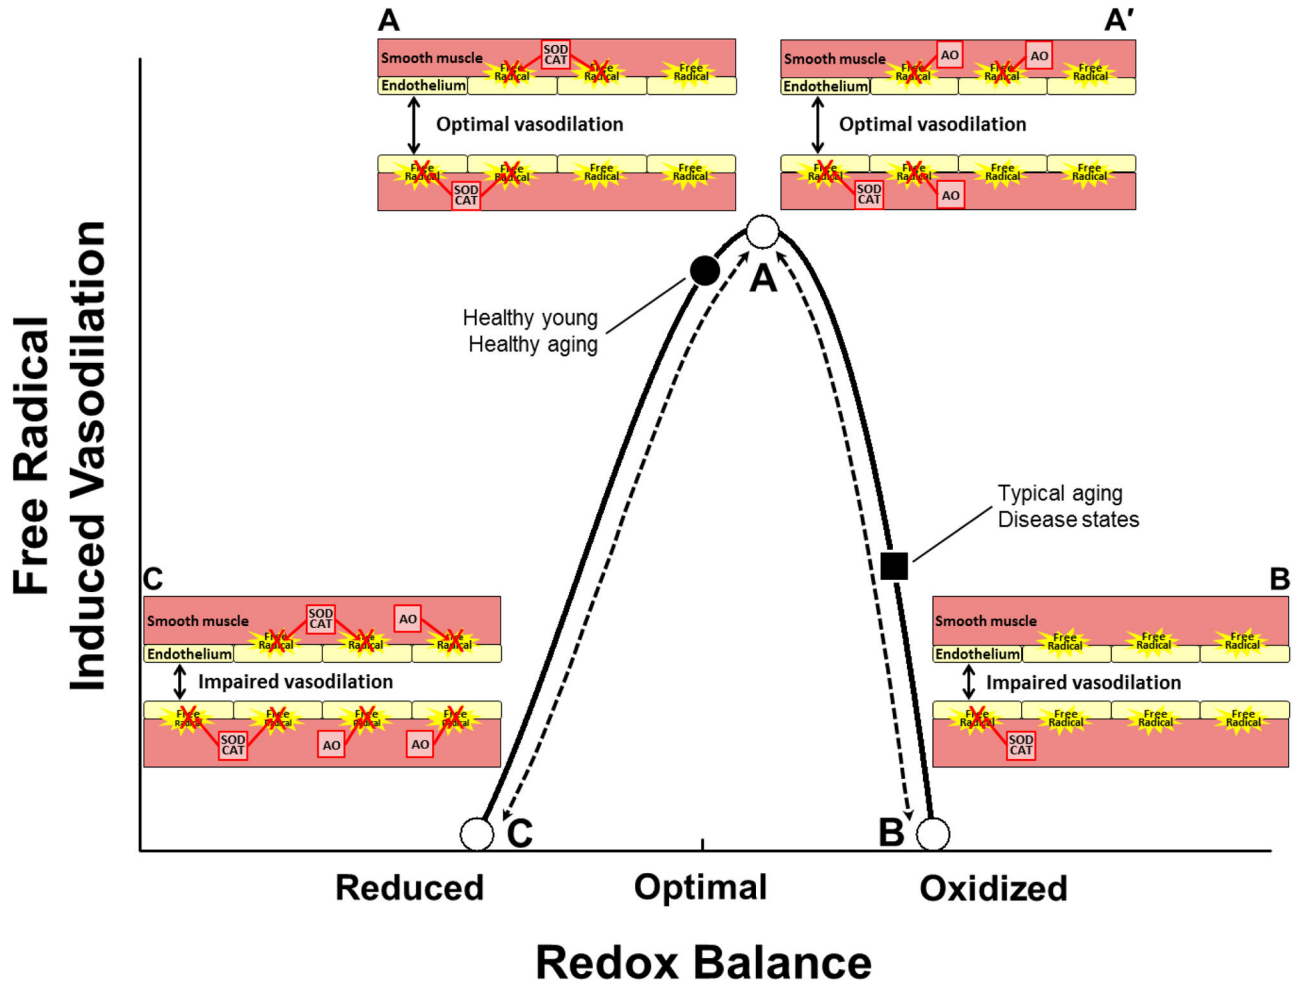 A
A′
Smooth muscle
SOD
CAT
Free
Radical
Free
Radical
Free
Radical
Endothelium
Optimal vasodilation
Free
Radical
Free
Radical
Free
Radical
Free
Radical
SOD
CAT
Smooth muscle
AO
AO
Free
Radical
Free
Radical
Free
Radical
Endothelium
Optimal vasodilation
Free
Radical
Free
Radical
Free
Radical
Free
Radical
SOD
CAT
AO
A
Healthy young
Healthy aging
Typical aging
Disease states
Free Radical
Induced Vasodilation
C
Smooth muscle
SOD
CAT
AO
Free
Radical
Free
Radical
Free
Radical
Endothelium
Impaired vasodilation
Free
Radical
Free
Radical
Free
Radical
Free
Radical
SOD
CAT
AO
AO
B
Smooth muscle
Free
Radical
Free
Radical
Free
Radical
Endothelium
Impaired vasodilation
Free
Radical
Free
Radical
Free
Radical
Free
Radical
SOD
CAT
C
B
Reduced
Optimal
Oxidized
Redox Balance